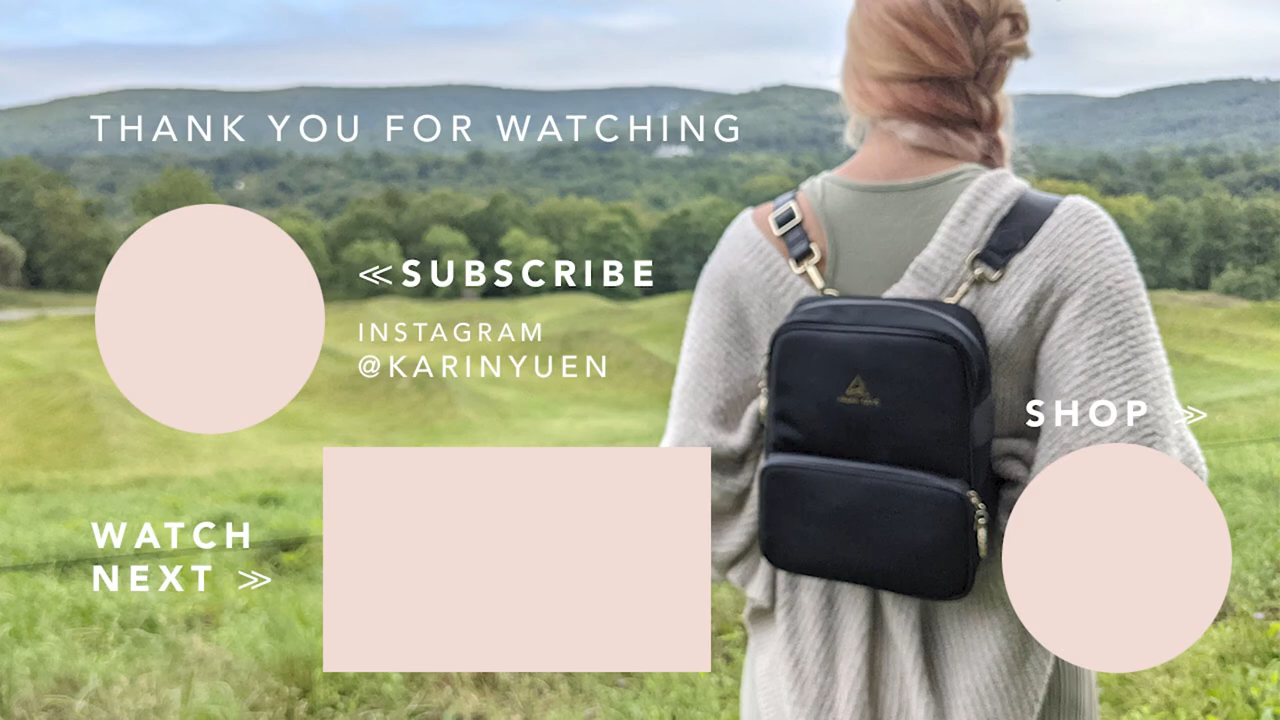 THANK YOU FOR WATCHING
≪SUBSCRIBE
INSTAGRAM
@KARINYUEN
SHOP ≫
WATCH
NEXT ≫